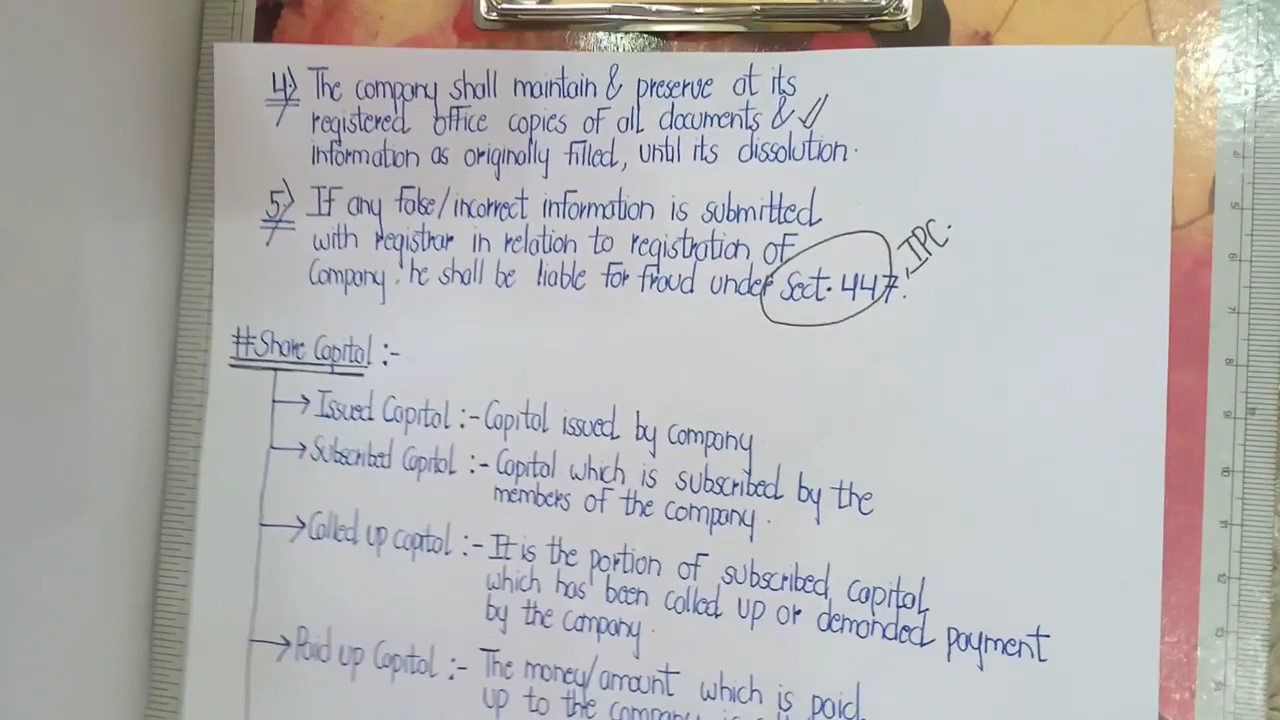 4) The company shall maintain & preserve at its
registered office copies of all documents &
information as originally filled, until its dissolution.
5) If any false/incorrect information is submitted
with registrar in relation to registration of
Company. he shall be liable for fraud under Sect. 447. IPC.
#Share Capital :-
Issued Capital :- Capital issued by company
Subscribed Capital :- Capital which is subscribed by the
members of the company.
Called up capital :- It is the portion of subscribed capital
which has been called up or demanded payment
by the company.
Paid up Capital :- The money/amount which is paid
up to the company is